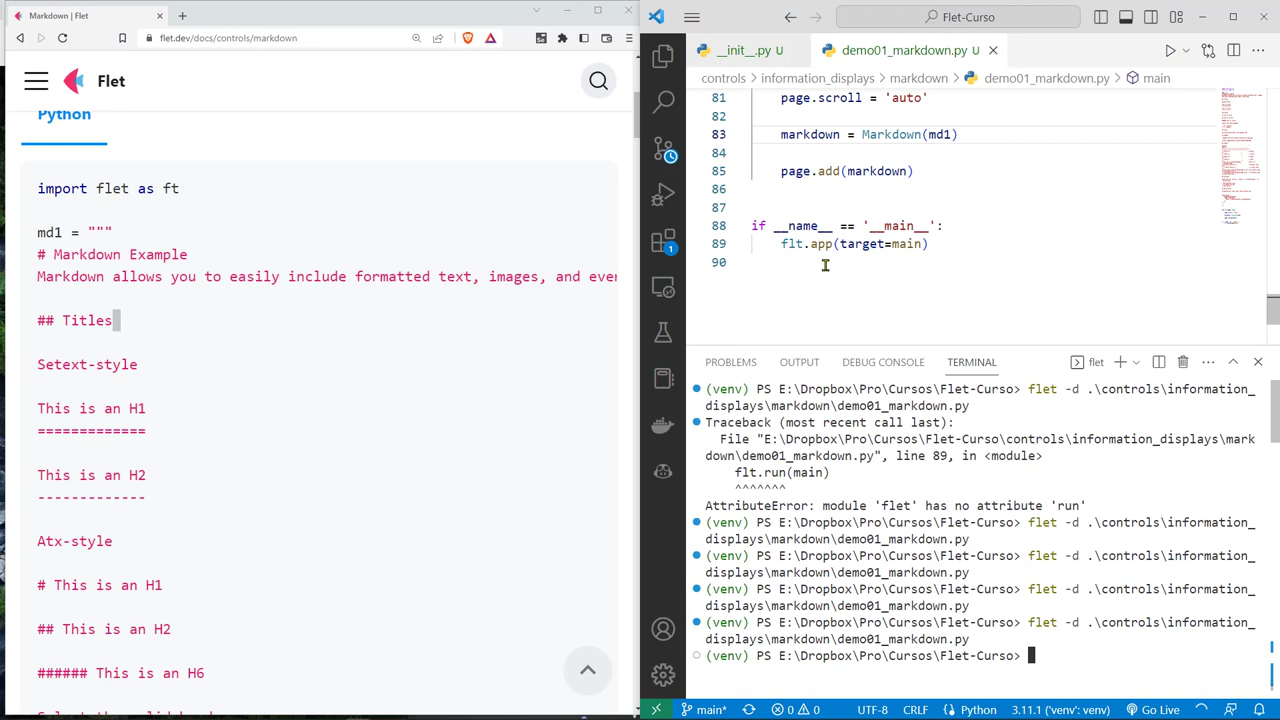 Markdown | Flet
flet.dev/docs/controls/markdown
Flet
Python
import flet as ft
md1 = """
# Markdown Example
Markdown allows you to easily include formatted text, images, and even
## Titles
Setext-style
This is an H1
=============
This is an H2
-------------
Atx-style
# This is an H1
## This is an H2
###### This is an H6
Flet-Curso
__init__.py U
demo01_markdown.py U
controls > information_displays > markdown > demo01_markdown.py > main
81 page.scroll = 'auto'
82
83 markdown = Markdown(md1
84
85 page.add(markdown)
86
87
88 if __name__ == '__main__':
89 flt.app(target=main)
90
PROBLEMS OUTPUT DEBUG CONSOLE TERMINAL flet
(venv) PS E:\Dropbox\Pro\Cursos\Flet-Curso> flet -d .\controls\information_
displays\markdown\demo01_markdown.py
Traceback (most recent call last):
File "E:\Dropbox\Pro\Cursos\Flet-Curso\controls\information_displays\mark
down\demo01_markdown.py", line 89, in <module>
flt.run(main)
^^^^^^^
AttributeError: module 'flet' has no attribute 'run'
(venv) PS E:\Dropbox\Pro\Cursos\Flet-Curso> flet -d .\controls\information_
displays\markdown\demo01_markdown.py
(venv) PS E:\Dropbox\Pro\Cursos\Flet-Curso> flet -d .\controls\information_
displays\markdown\demo01_markdown.py
(venv) PS E:\Dropbox\Pro\Cursos\Flet-Curso> flet -d .\controls\information_
displays\markdown\demo01_markdown.py
(venv) PS E:\Dropbox\Pro\Cursos\Flet-Curso> flet -d .\controls\information_
displays\markdown\demo01_markdown.py
(venv) PS E:\Dropbox\Pro\Cursos\Flet-Curso>
main* 0 0 UTF-8 CRLF Python 3.11.1 ('venv': venv) Go Live